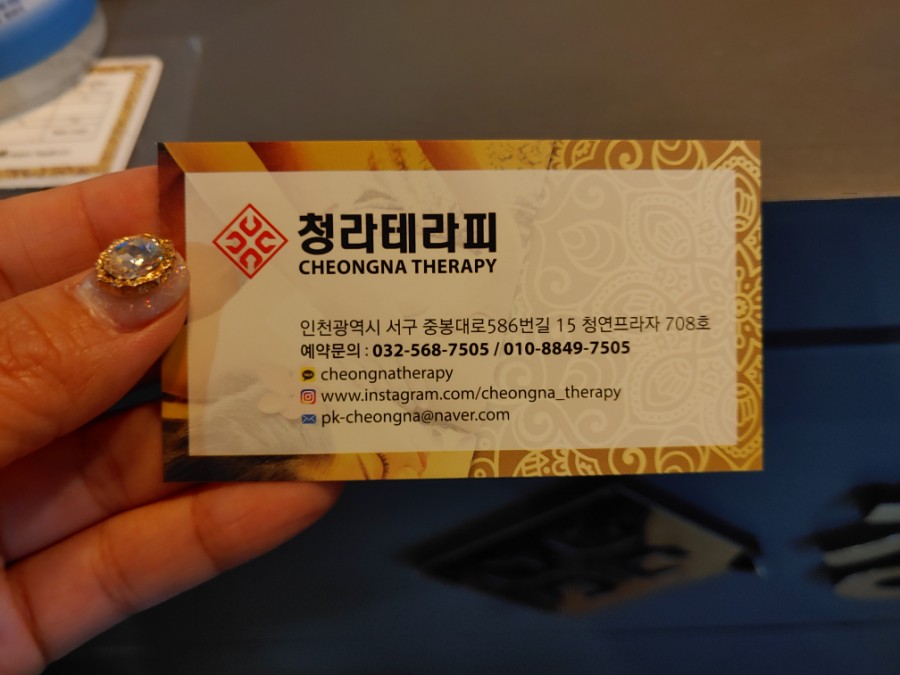 청라테라피
CHEONGNA THERAPY
인천광역시 서구 중봉대로586번길 15 청연프라자 708호
예약문의 : 032-568-7505 / 010-8849-7505
cheongnatherapy
www.instagram.com/cheongna_therapy
pk-cheongna@naver.com